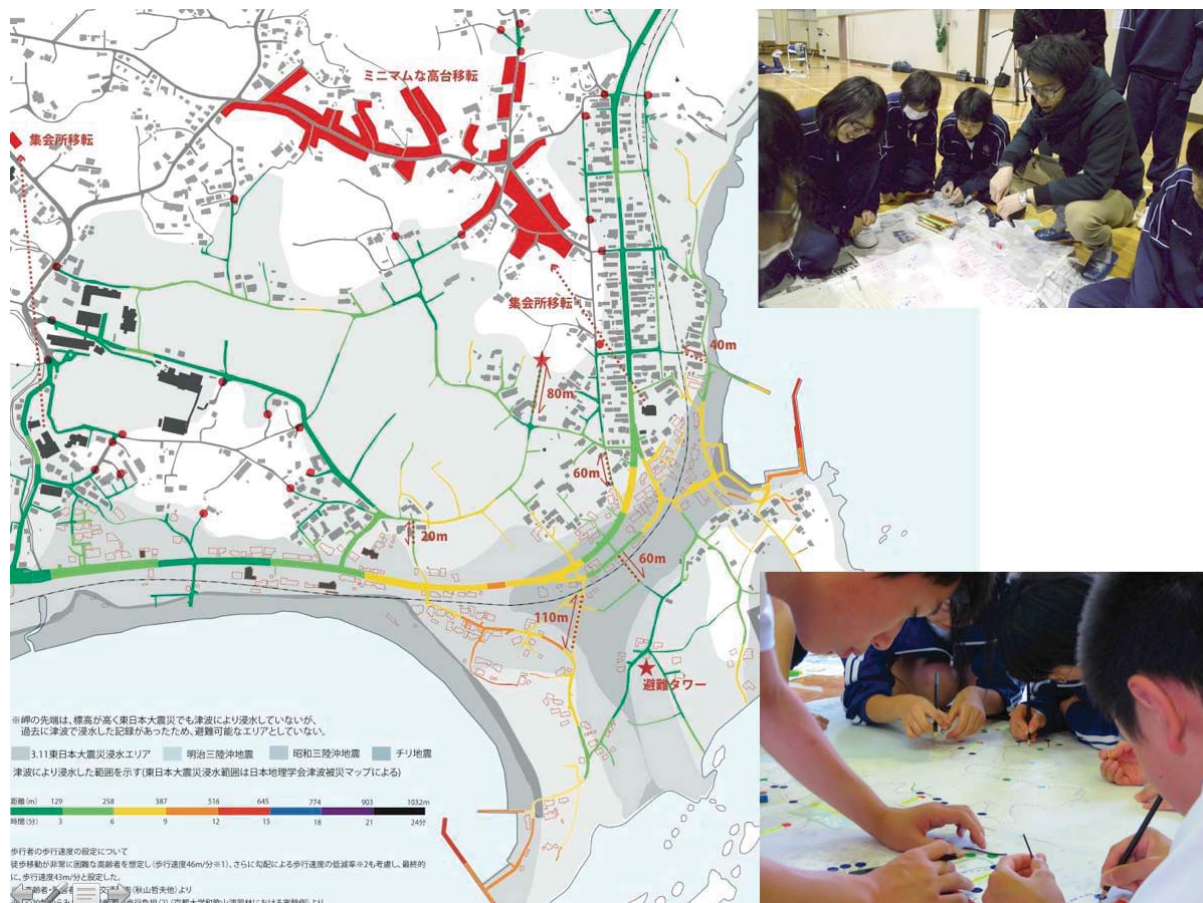 ミニマムな高台移転
集会所移転
集会所移転
40m
80m
60m
20m
60m
110m
避難タワー
※岬の先端は、標高が高く東日本大震災でも津波により浸水していないが、
過去に津波で浸水した記録があったため、避難可能なエリアとしていない。
3.11東日本大震災浸水エリア 明治三陸沖地震 昭和三陸沖地震 チリ地震
津波により浸水した範囲を示す(東日本大震災浸水範囲は日本地理学会津波被災マップによる)
距離(m) 129 258 387 516 645 774 903 1032m
時間(分) 3 6 9 12 15 18 21 24分
歩行者の歩行速度の設定について
徒歩移動が非常に困難な高齢者を想定し(歩行速度46m/分※1)、さらに勾配による歩行速度の低減率※2も考慮し、最終的
に、歩行速度43m/分と設定した。
(秋山哲夫他)より